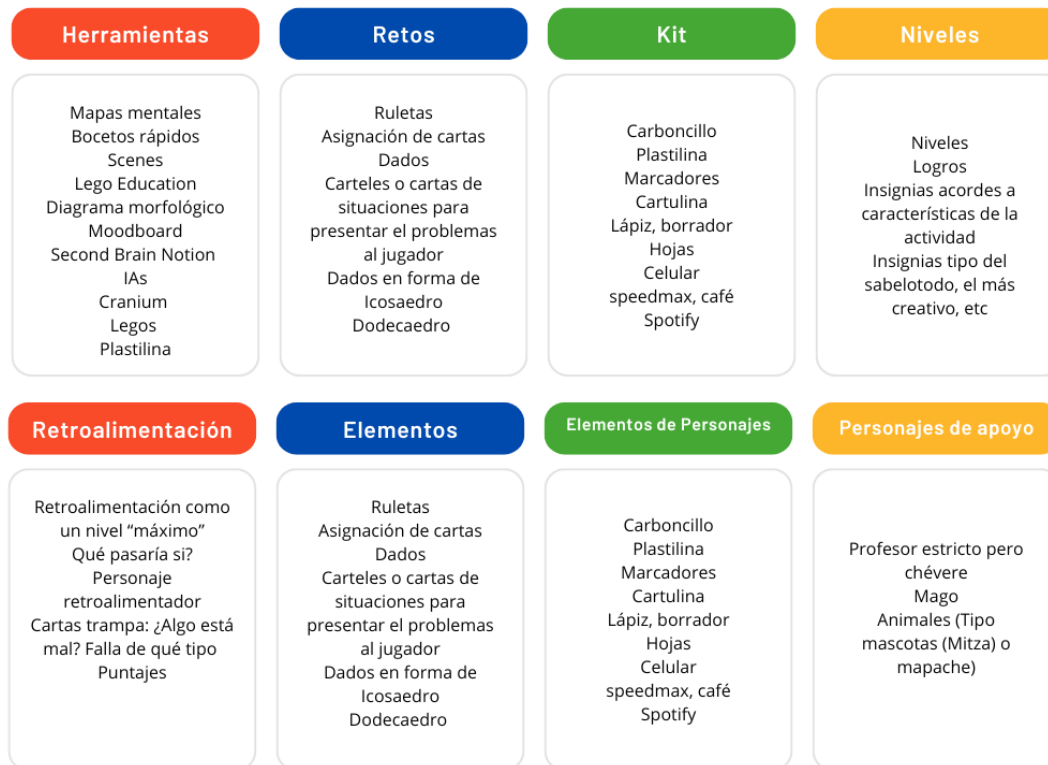 Herramientas
Mapas mentales
Bocetos rápidos
Scenes
Lego Education
Diagrama morfológico
Moodboard
Second Brain Notion
IAs
Cranium
Legos
Plastilina
Retos
Ruletas
Asignación de cartas
Dados
Carteles o cartas de
situaciones para
presentar el problemas
al jugador
Dados en forma de
Icosaedro
Dodecaedro
Kit
Carboncillo
Plastilina
Marcadores
Cartulina
Lápiz, borrador
Hojas
Celular
speedmax, café
Spotify
Niveles
Niveles
Logros
Insignias acordes a
características de la
actividad
Insignias tipo del
sabelotodo, el más
creativo, etc
Retroalimentación
Retroalimentación como
un nivel “máximo”
Qué pasaría si?
Personaje
retroalimentador
Cartas trampa: ¿Algo está
mal? Falla de qué tipo
Puntajes
Elementos
Ruletas
Asignación de cartas
Dados
Carteles o cartas de
situaciones para
presentar el problemas
al jugador
Dados en forma de
Icosaedro
Dodecaedro
Elementos de Personajes
Carboncillo
Plastilina
Marcadores
Cartulina
Lápiz, borrador
Hojas
Celular
speedmax, café
Spotify
Personajes de apoyo
Profesor estricto pero
chévere
Mago
Animales (Tipo
mascotas (Mitza) o
mapache)